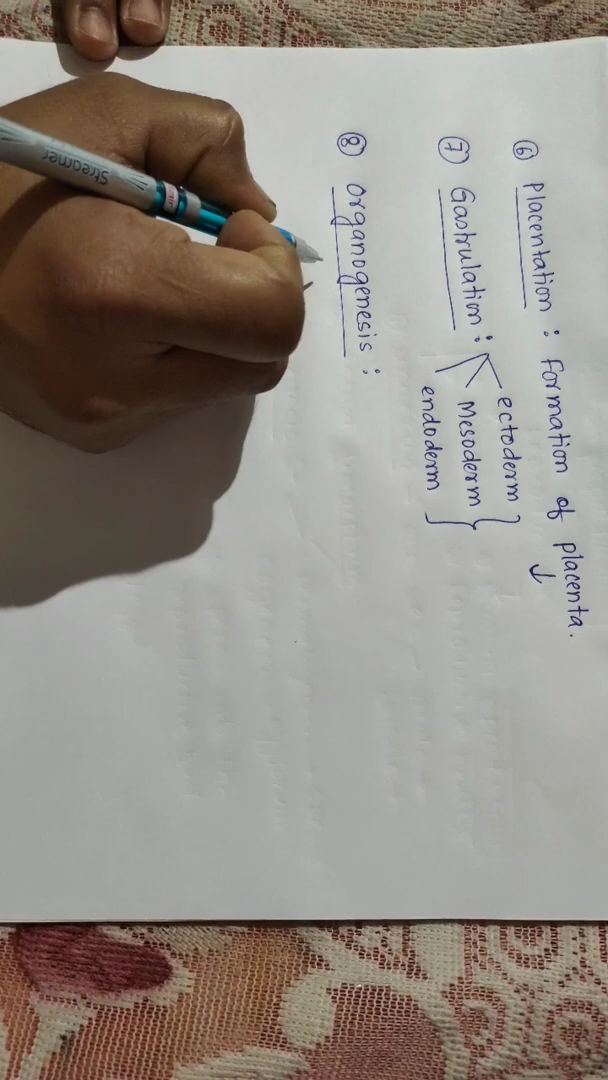 ⑥ Placentation : Formation of placenta.
↓
⑦ Gastrulation : ectoderm
Mesoderm
endoderm
⑧ Organogenesis :
Streamer